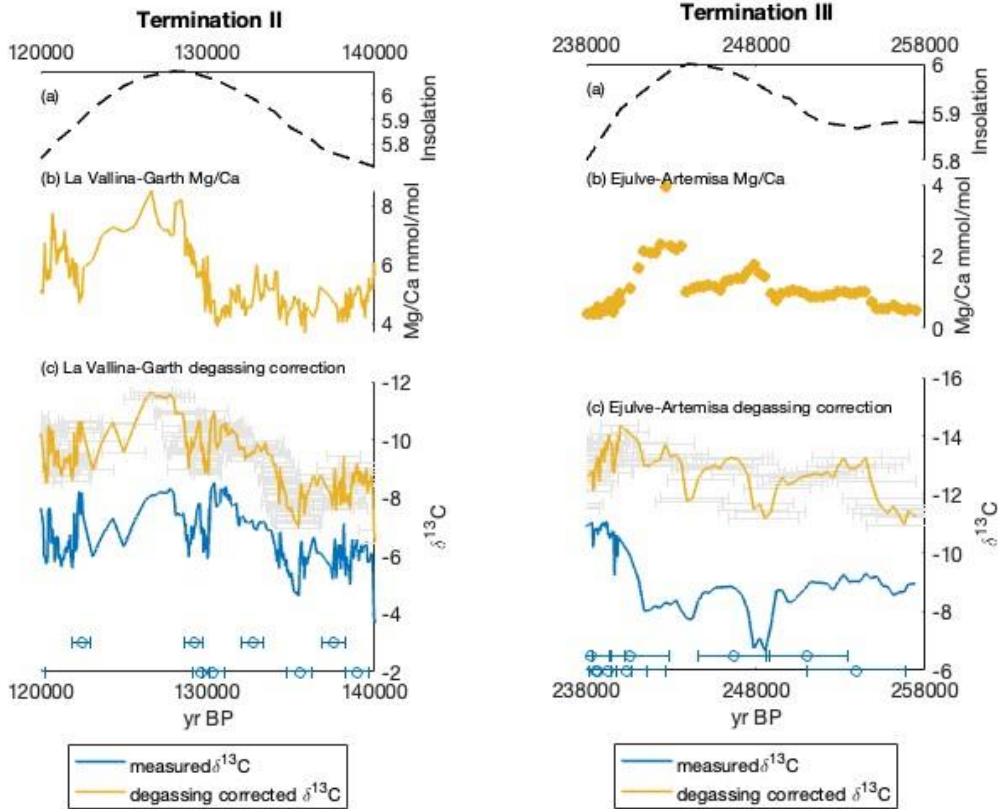 Termination II
120000 130000 140000
(a)
6
5.9
5.8
Insolation
(b) La Vallina-Garth Mg/Ca
8
6
4
Mg/Ca mmol/mol
(c) La Vallina-Garth degassing correction
-12
-10
-8
-6
-4
-2
δ13C
120000 130000 140000
yr BP
measuredδ13C
degassing corrected δ13C
Termination III
238000 248000 258000
(a)
6
5.9
5.8
Insolation
(b) Ejulve-Artemisa Mg/Ca
4
2
0
Mg/Ca mmol/mol
(c) Ejulve-Artemisa degassing correction
-16
-14
-12
-10
-8
-6
δ13C
238000 248000 258000
yr BP
measuredδ13C
degassing corrected δ13C